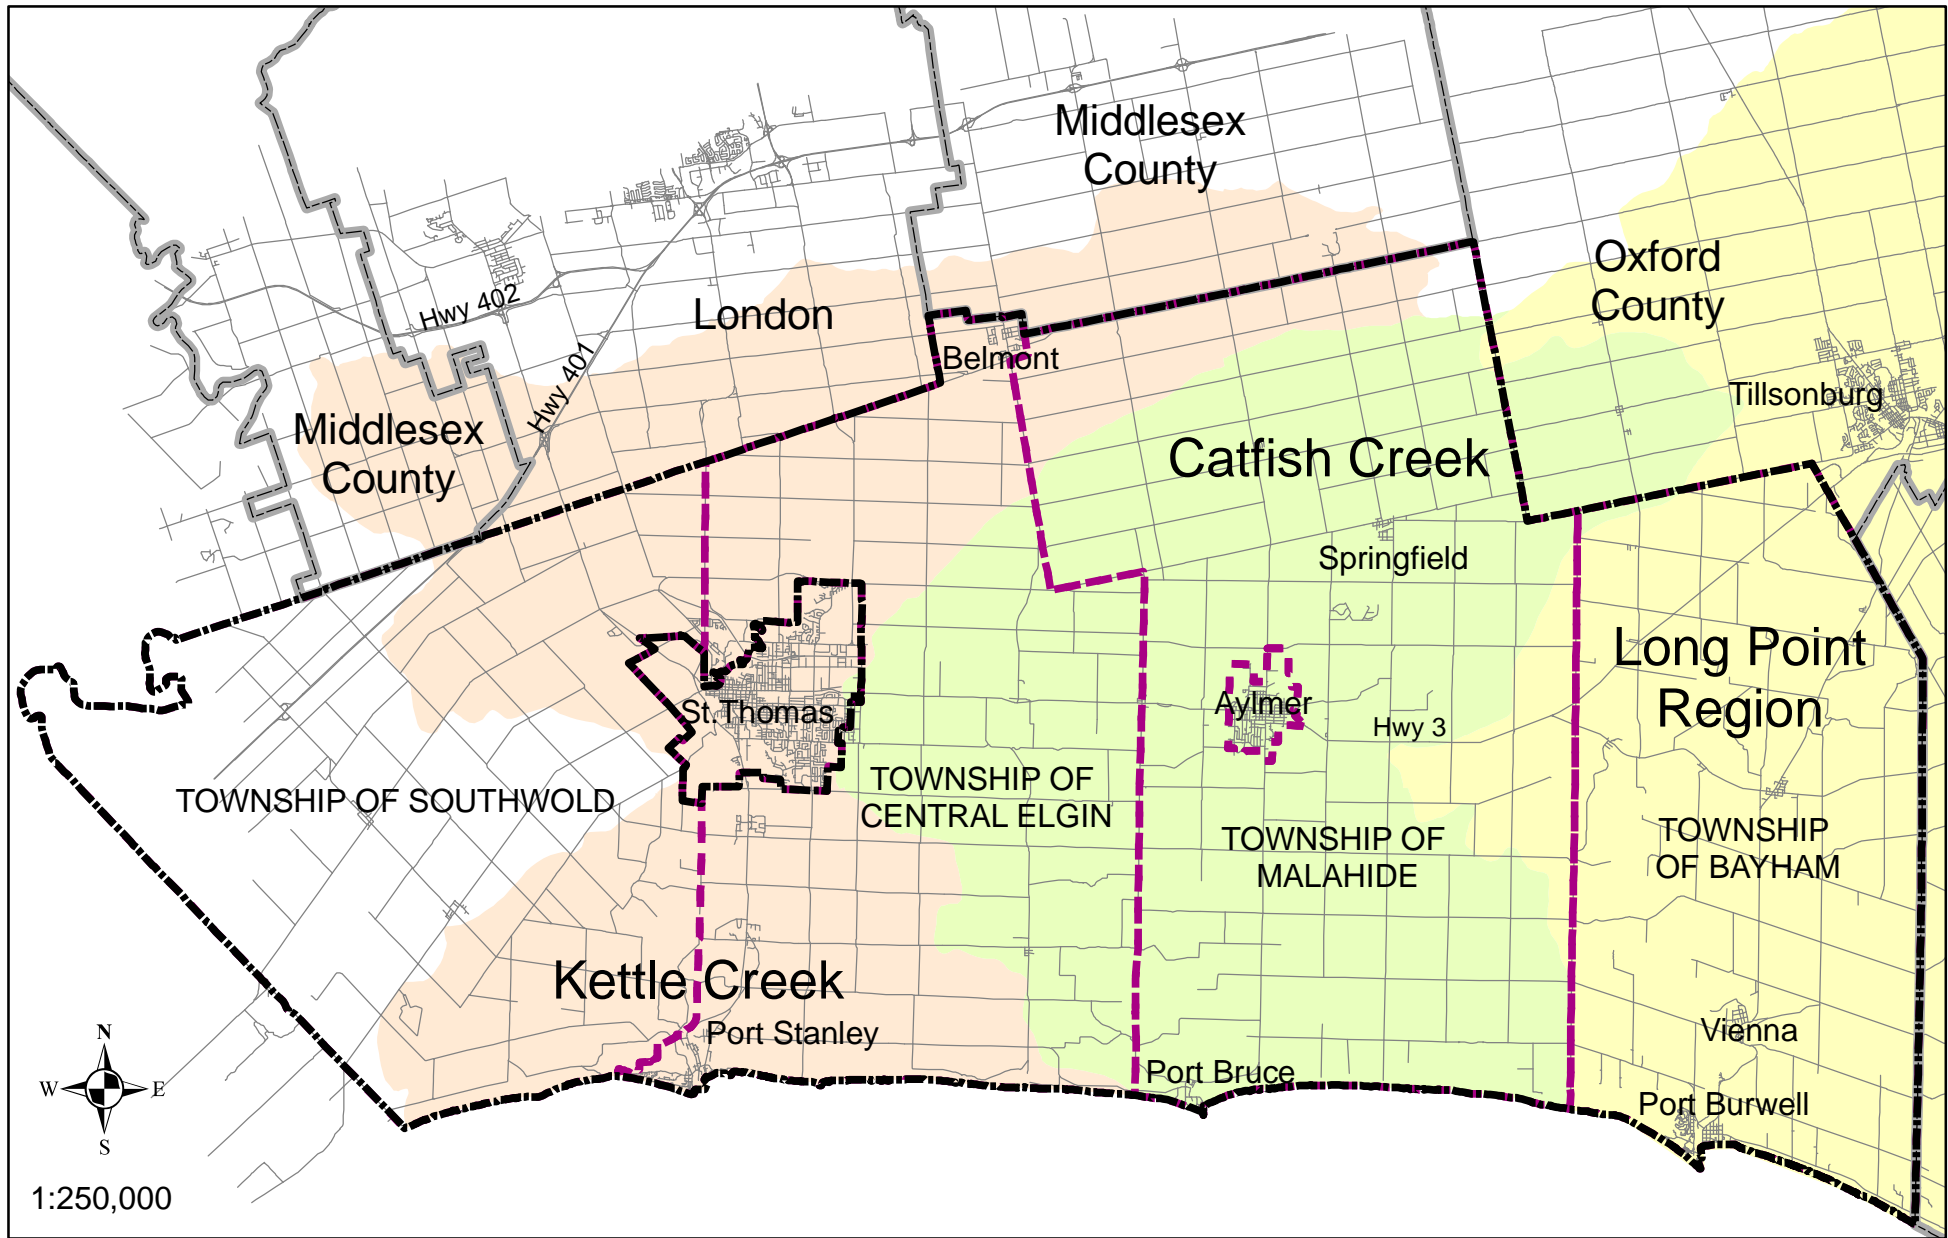 Middlesex
County
Oxford
County
Hwy 402
London
Belmont
Hwy 401
Tillsonburg
Middlesex
County
Catfish Creek
Springfield
Long Point
Region
St.Thomas
Aylmer
Hwy 3
TOWNSHIP OF SOUTHWOLD
TOWNSHIP OF
CENTRAL ELGIN
TOWNSHIP OF
MALAHIDE
TOWNSHIP
OF BAYHAM
Kettle Creek
Port Stanley
Vienna
Port Bruce
Port Burwell
N
W E
S
1:250,000